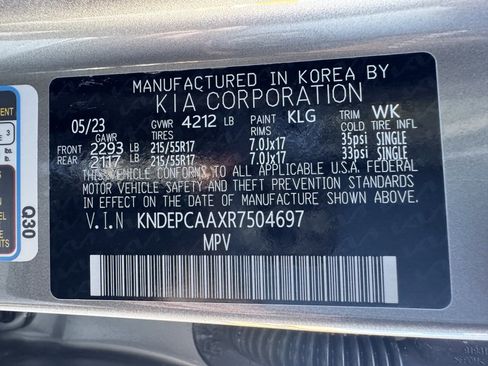 MANUFACTURED IN KOREA BY
KIA CORPORATION
05/23 GVWR 4212 LB PAINT KLG TRIM WK
TIRES RIMS COLD TIRE INFL
FRONT 2293 LB 215/55R17 7.0Jx17 35psi SINGLE
REAR 2117 LB 215/55R17 7.0Jx17 33psi SINGLE
THIS VEHICLE CONFORMS TO ALL APPLICABLE U.S.A. FEDERAL
MOTOR VEHICLE SAFETY AND THEFT PREVENTION STANDARDS
IN EFFECT ON THE DATE OF MANUFACTURE SHOWN ABOVE.
V.I.N KNDEPCAAXR7504697
MPV
Q30
3